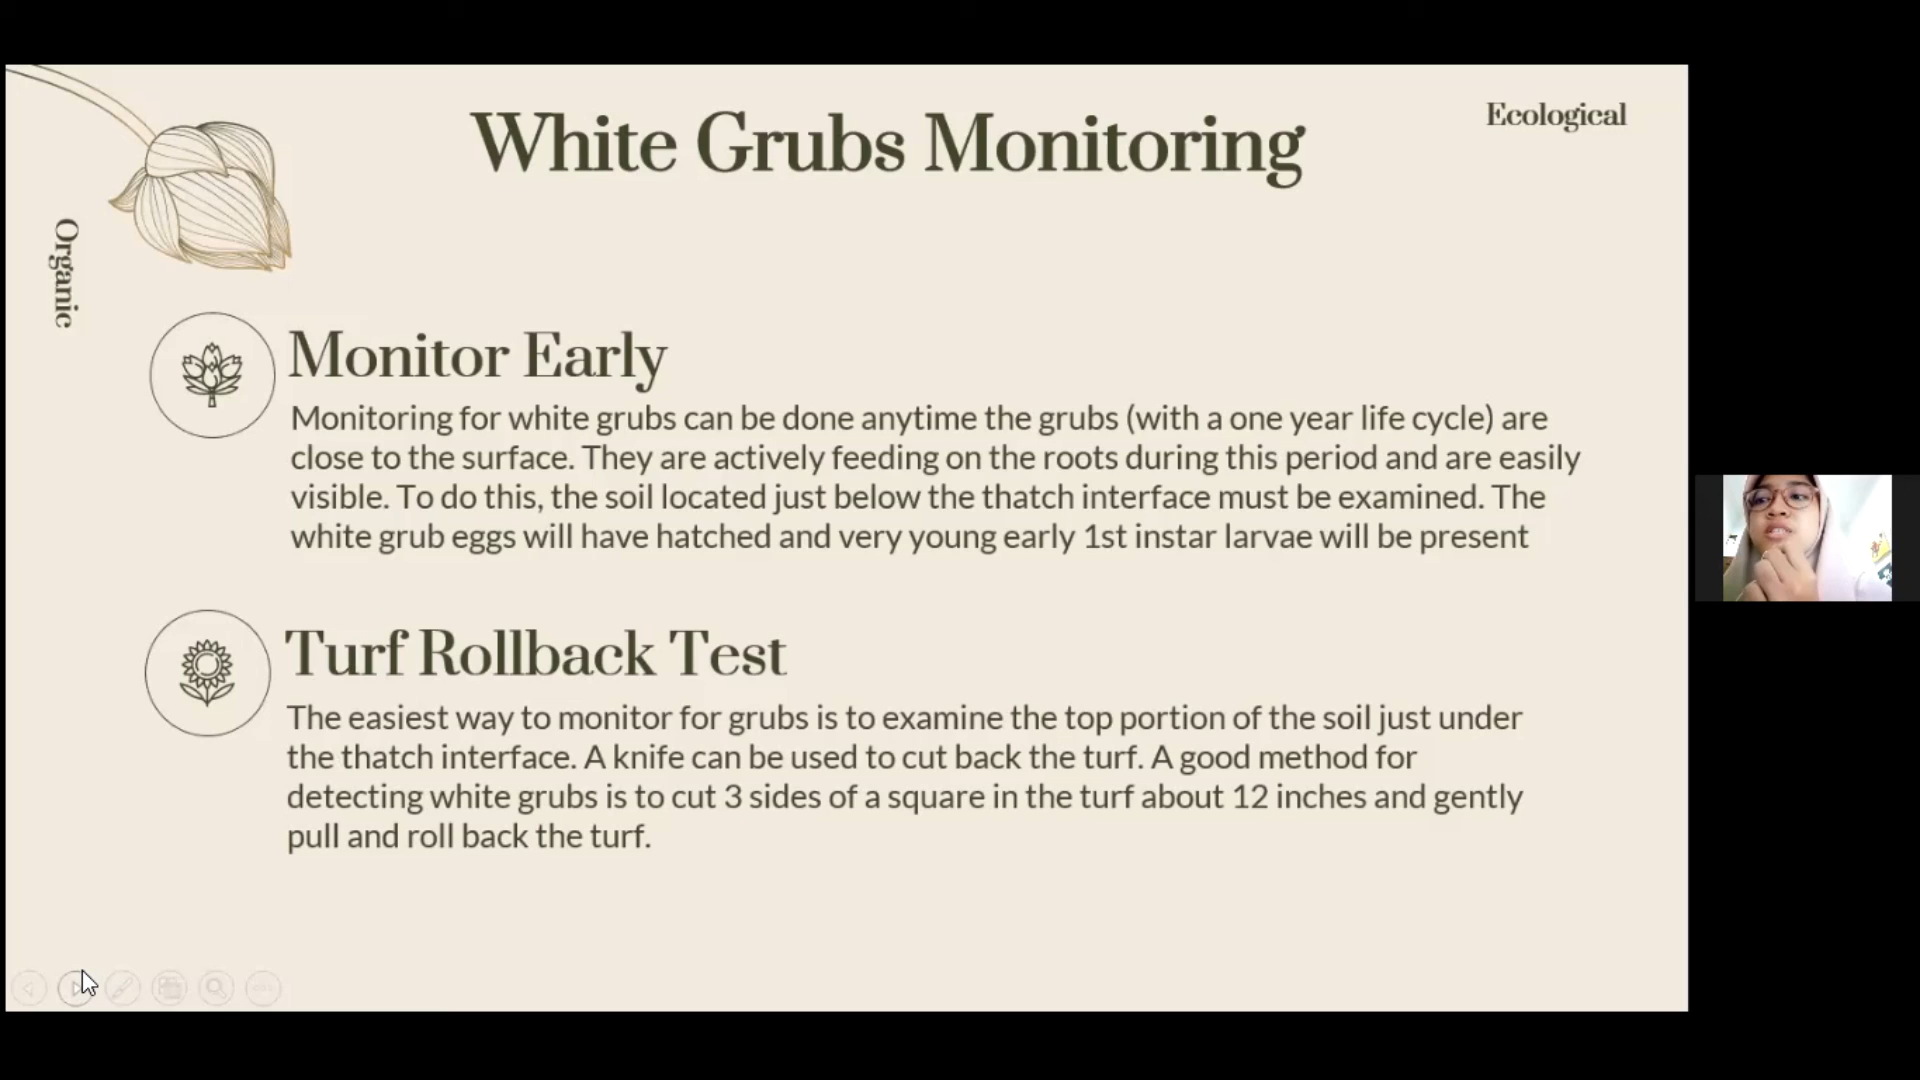 White Grubs Monitoring
Ecological
Organic
Monitor Early
Monitoring for white grubs can be done anytime the grubs (with a one year life cycle) are
close to the surface. They are actively feeding on the roots during this period and are easily
visible. To do this, the soil located just below the thatch interface must be examined. The
white grub eggs will have hatched and very young early 1st instar larvae will be present
Turf Rollback Test
The easiest way to monitor for grubs is to examine the top portion of the soil just under
the thatch interface. A knife can be used to cut back the turf. A good method for
detecting white grubs is to cut 3 sides of a square in the turf about 12 inches and gently
pull and roll back the turf.